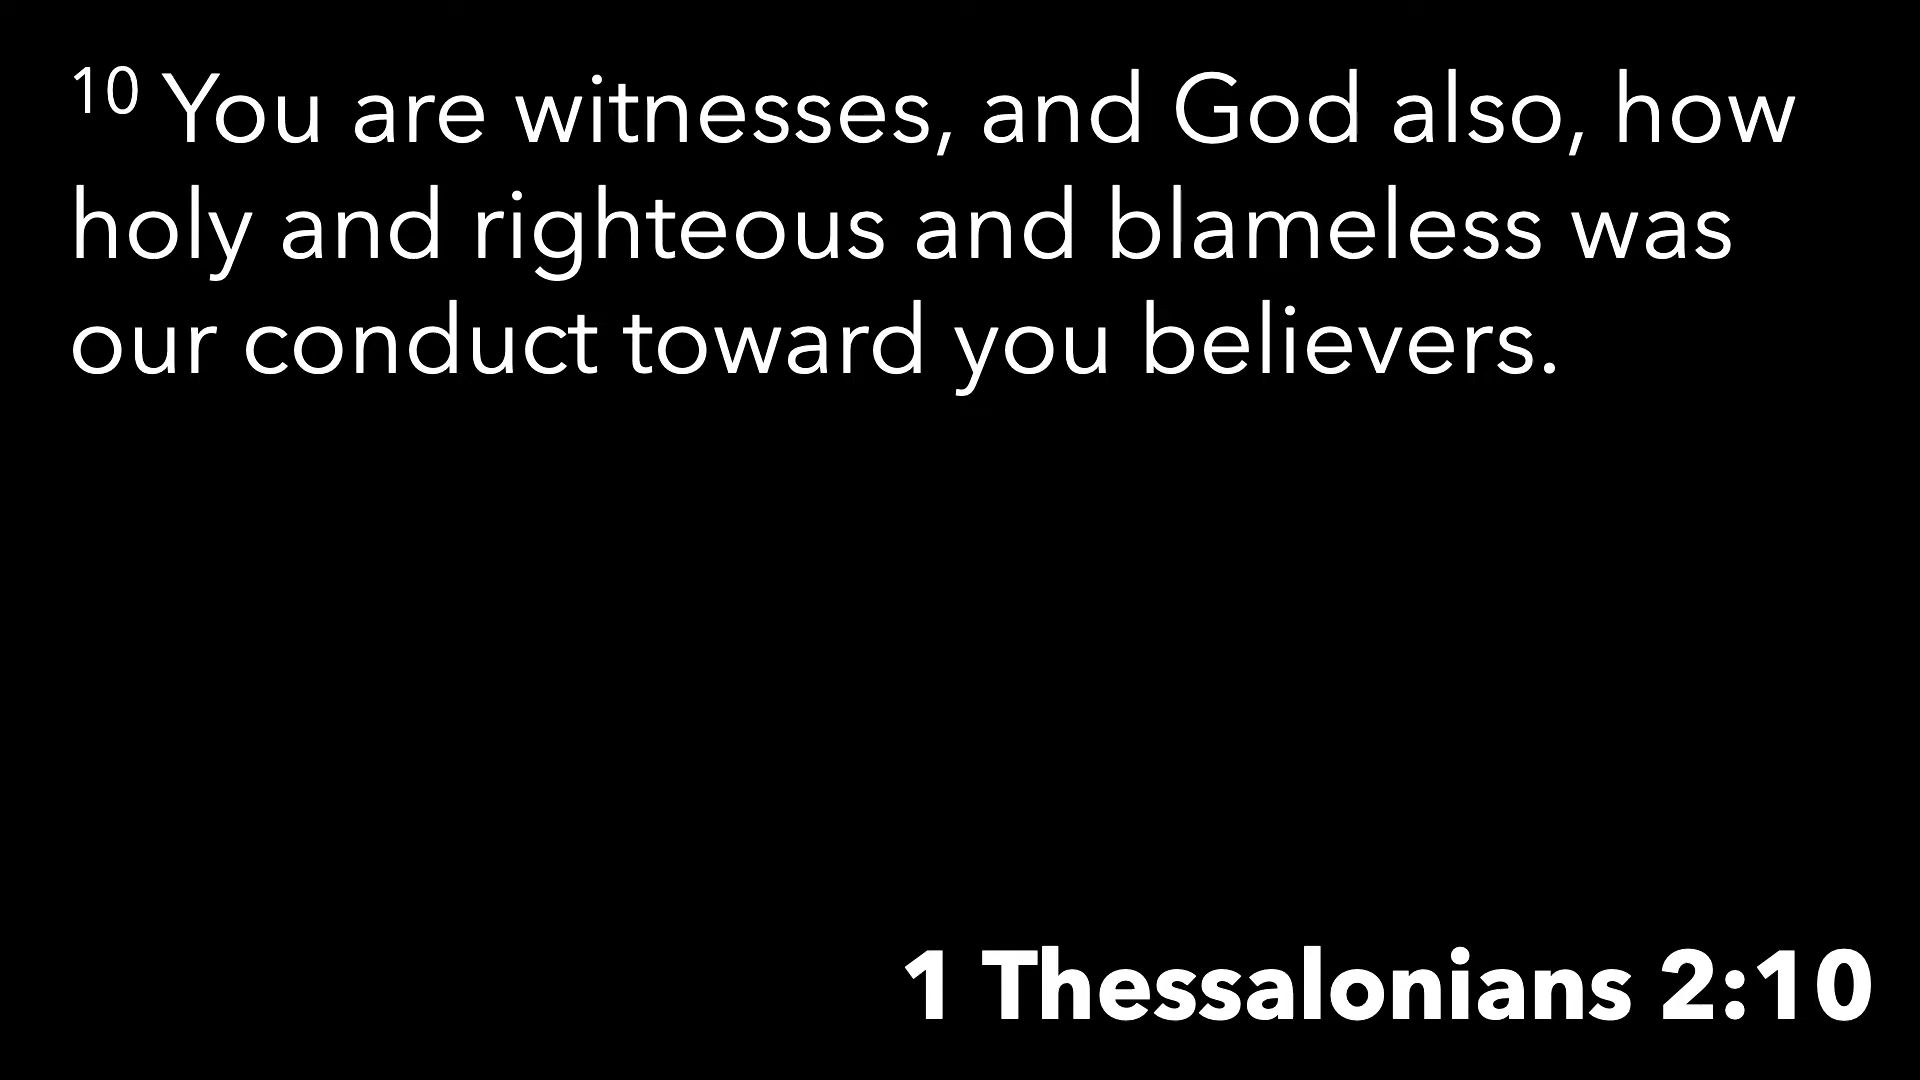 10 You are witnesses, and God also, how
holy and righteous and blameless was
our conduct toward you believers.
1 Thessalonians 2:10